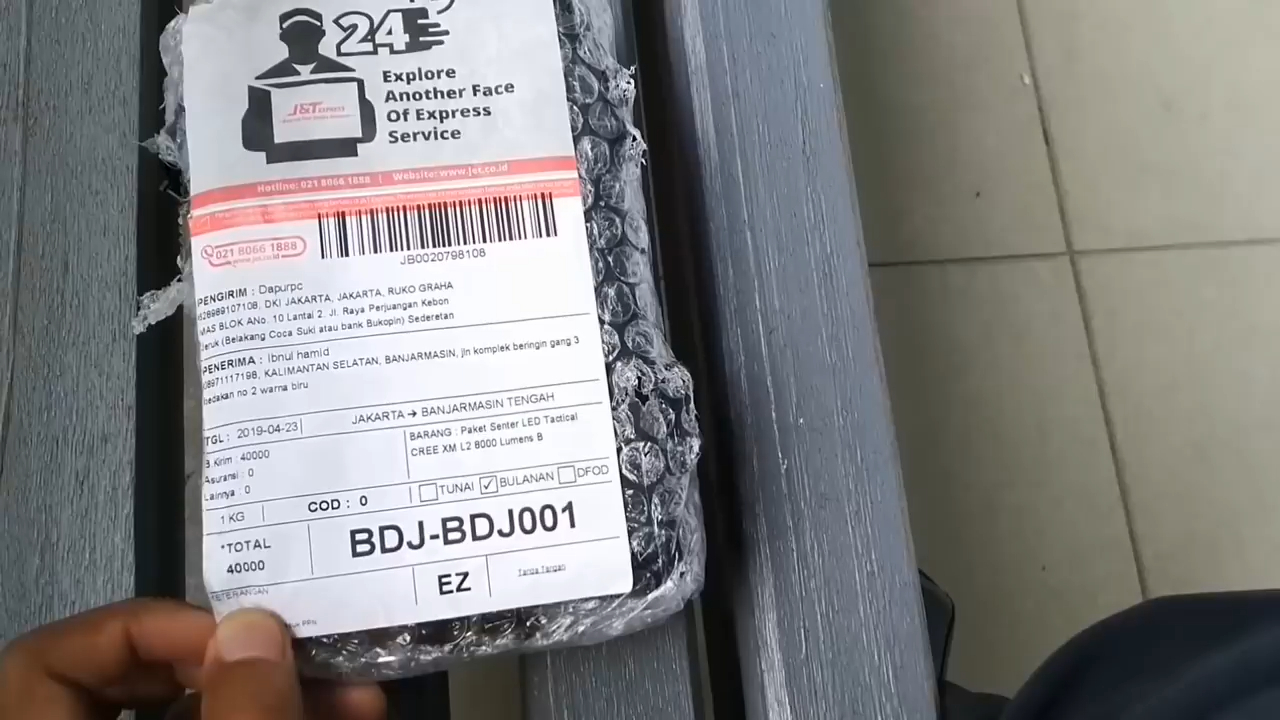 24
Explore
Another Face
Of Express
Service
J&T EXPRESS
Hotline: 021 8066 1888 | Website: www.jet.co.id
021 8066 1888
www.jet.co.id
JB0020798108
PENGIRIM : Dapurpc
628989107108, DKI JAKARTA, JAKARTA, RUKO GRAHA
MAS BLOK ANo. 10 Lantai 2. Jl. Raya Perjuangan Kebon
Jeruk (Belakang Coca Suki atau bank Bukopin) Sederetan
PENERIMA : Ibnul hamid
08971117198, KALIMANTAN SELATAN, BANJARMASIN, jln komplek beringin gang 3
bedakan no 2 warna biru
TGL : 2019-04-23
JAKARTA → BANJARMASIN TENGAH
B.Kirim : 40000
Asuransi : 0
Lainnya : 0
BARANG : Paket Senter LED Tactical
CREE XM L2 8000 Lumens B
1 KG
COD : 0
TUNAI ✓ BULANAN DFOD
*TOTAL
40000
BDJ-BDJ001
KETERANGAN
EZ
Tanda Tangan